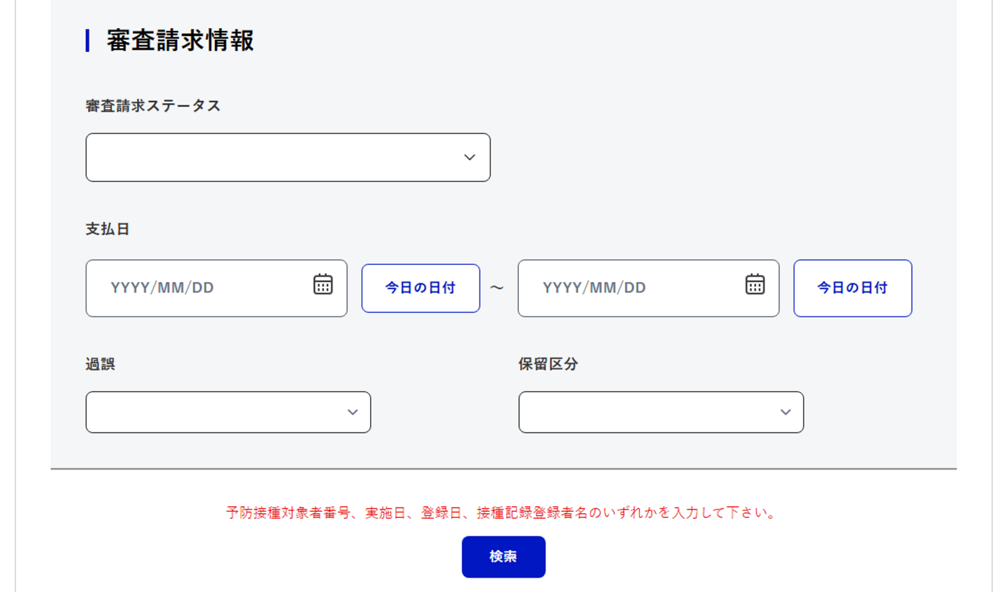 審査請求情報
審査請求ステータス
支払日
YYYY/MM/DD 今日の日付 ～ YYYY/MM/DD 今日の日付
過誤 保留区分
予防接種対象者番号、実施日、登録日、接種記録登録者名のいずれかを入力して下さい。
検索